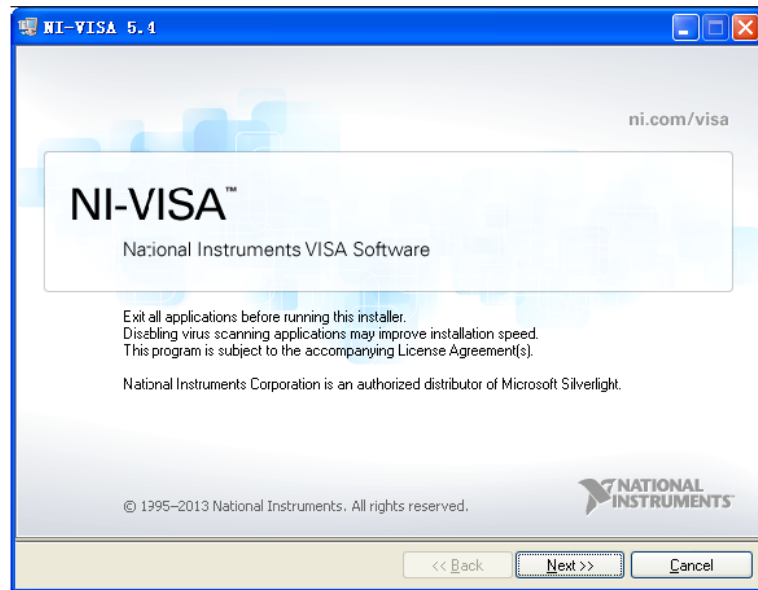 NI-VISA 5.4
ni.com/visa
NI-VISA™
National Instruments VISA Software
Exit all applications before running this installer.
Disabling virus scanning applications may improve installation speed.
This program is subject to the accompanying License Agreement(s).
National Instruments Corporation is an authorized distributor of Microsoft Silverlight.
© 1995–2013 National Instruments. All rights reserved.
NATIONAL
INSTRUMENTS™
<< Back Next >> Cancel